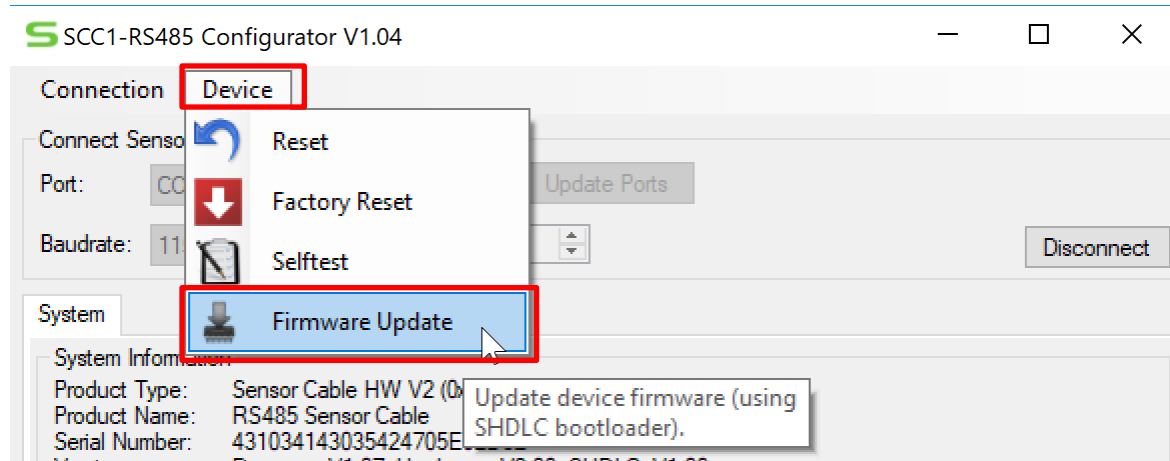 SCC1-RS485 Configurator V1.04
Connection Device
Connect Senso
Reset
Port:
Update Ports
Factory Reset
Baudrate:
Disconnect
Selftest
System
Firmware Update
System Information
Product Type: Sensor Cable HW V2 (0x
Update device firmware (using
SHDLC bootloader).
Product Name: RS485 Sensor Cable
Serial Number: